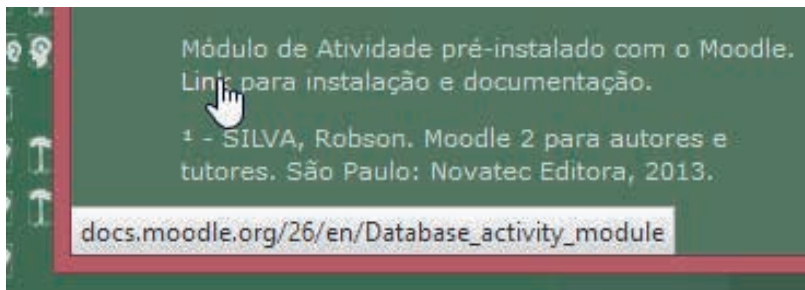 Módulo de Atividade pré-instalado com o Moodle.
Link para instalação e documentação.
¹ - SILVA, Robson. Moodle 2 para autores e
tutores. São Paulo: Novatec Editora, 2013.
docs.moodle.org/26/en/Database_activity_module